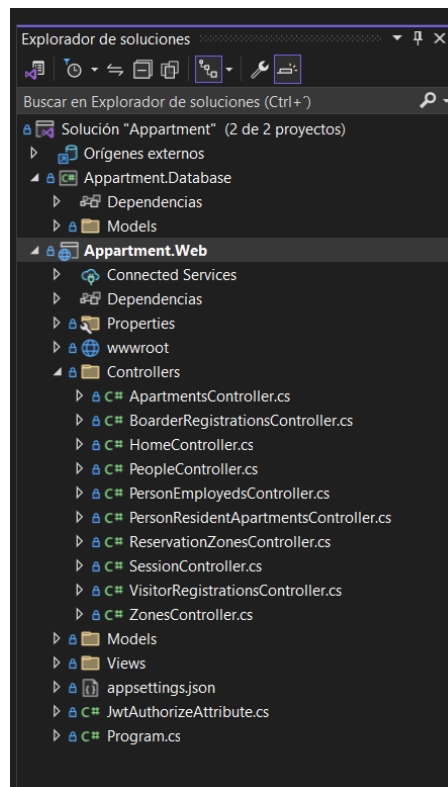 Explorador de soluciones
Buscar en Explorador de soluciones (Ctrl+´)
Solución "Appartment" (2 de 2 proyectos)
Orígenes externos
C# Appartment.Database
Dependencias
Models
Appartment.Web
Connected Services
Dependencias
Properties
wwwroot
Controllers
C# ApartmentsController.cs
C# BoarderRegistrationsController.cs
C# HomeController.cs
C# PeopleController.cs
C# PersonEmployedsController.cs
C# PersonResidentApartmentsController.cs
C# ReservationZonesController.cs
C# SessionController.cs
C# VisitorRegistrationsController.cs
C# ZonesController.cs
Models
Views
appsettings.json
C# JwtAuthorizeAttribute.cs
C# Program.cs